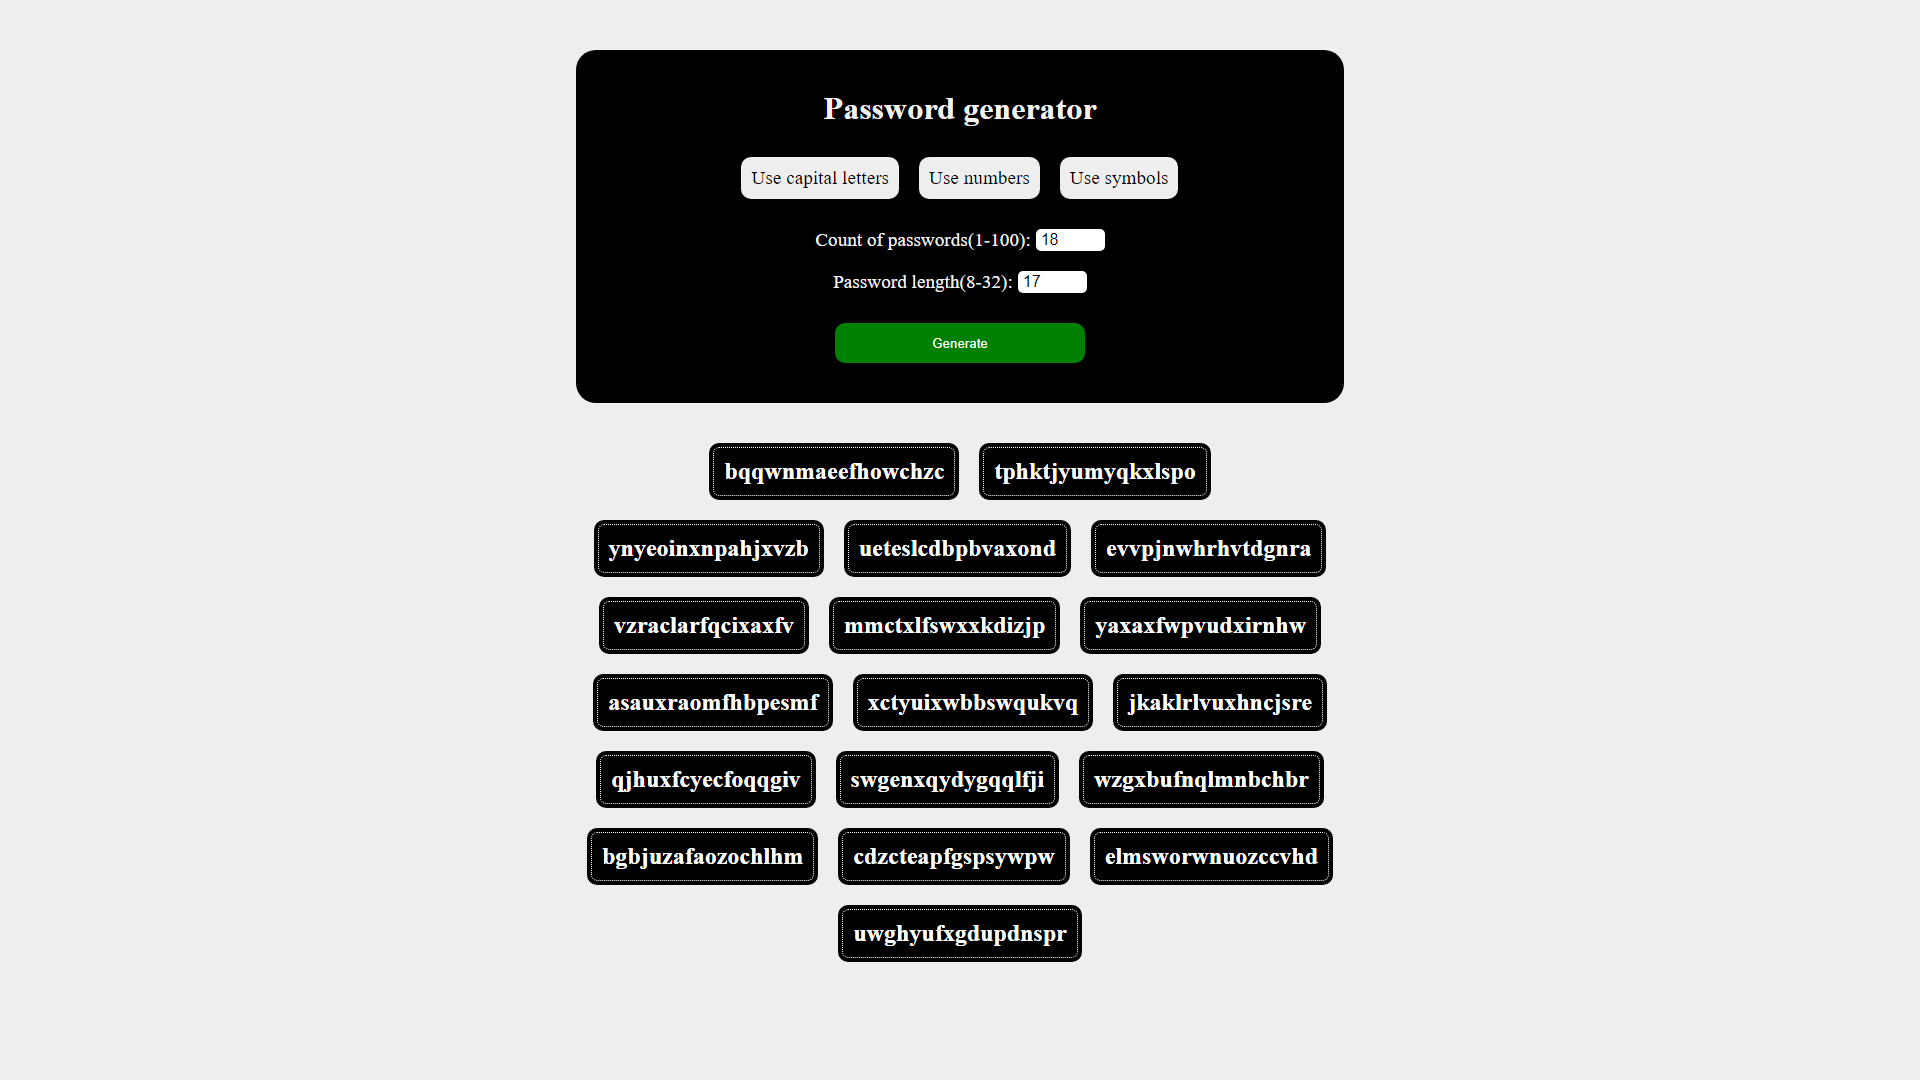 Password generator
Use capital letters Use numbers Use symbols
Count of passwords(1-100): 18
Password length(8-32): 17
Generate
bqqwnmaeefhowchzc tphktjyumyqkxlspo
ynyeoinxnpahjxvzb ueteslcdbpbvaxond evvpjnwhrhvtdgnra
vzraclarfqcixaxfv mmctxlfswxxkdizjp yaxaxfwpvudxirnhw
asauxraomfhbpesmf xctyuixwbbswqukvq jkaklrlvuxhncjsre
qjhuxfcyecfoqqgiv swgenxqydygqqlfji wzgxbufnqlmnbchbr
bgbjuzafaozochlhm cdzcteapfgspsywpw elmsworwnuozccvhd
uwghyufxgdupdnspr